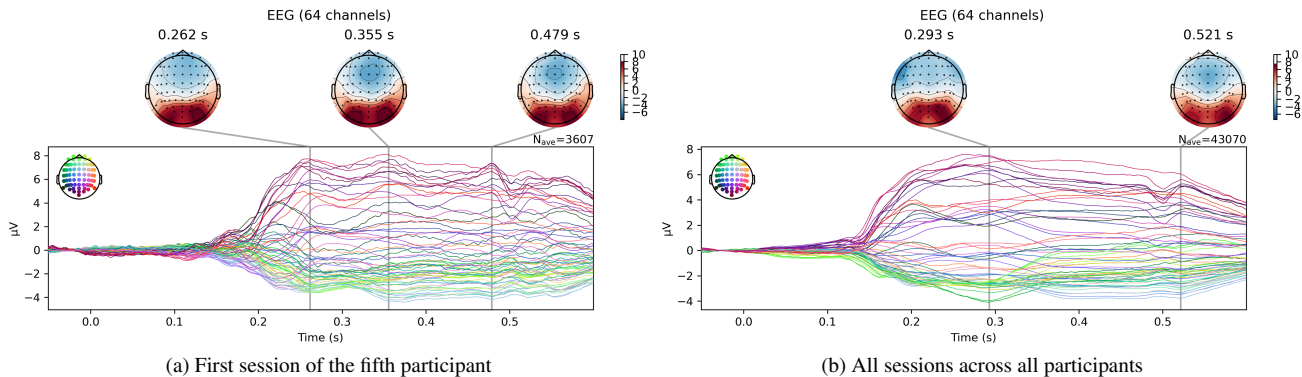 EEG (64 channels)
0.262 s
0.355 s
0.479 s
10
8
6
4
2
0
−2
−4
−6
N_ave=3607
8
6
4
2
0
−2
−4
µV
0.0
0.1
0.2
0.3
0.4
0.5
Time (s)
(a) First session of the fifth participant
EEG (64 channels)
0.293 s
0.521 s
10
8
6
4
2
0
−2
−4
−6
N_ave=43070
8
6
4
2
0
−2
−4
µV
0.0
0.1
0.2
0.3
0.4
0.5
Time (s)
(b) All sessions across all participants